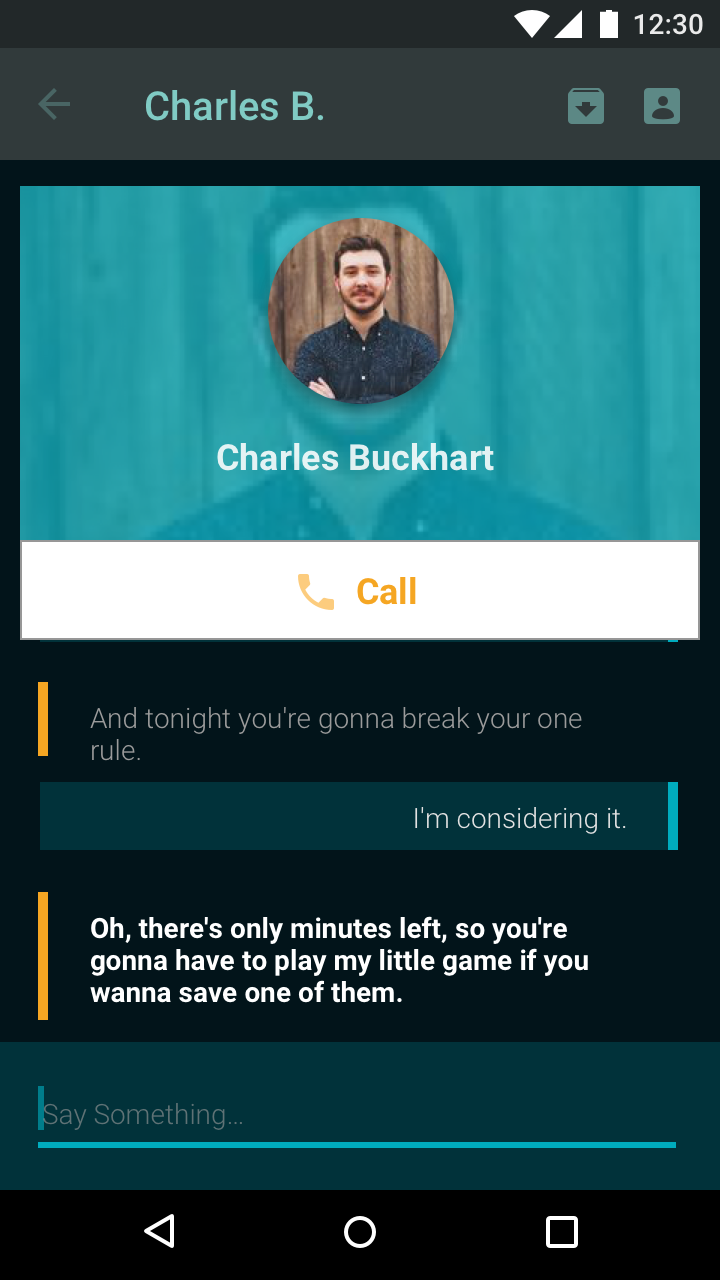 12:30
Charles B.
Charles Buckhart
Call
And tonight you're gonna break your one
rule.
I'm considering it.
Oh, there's only minutes left, so you're
gonna have to play my little game if you
wanna save one of them.
Say Something…